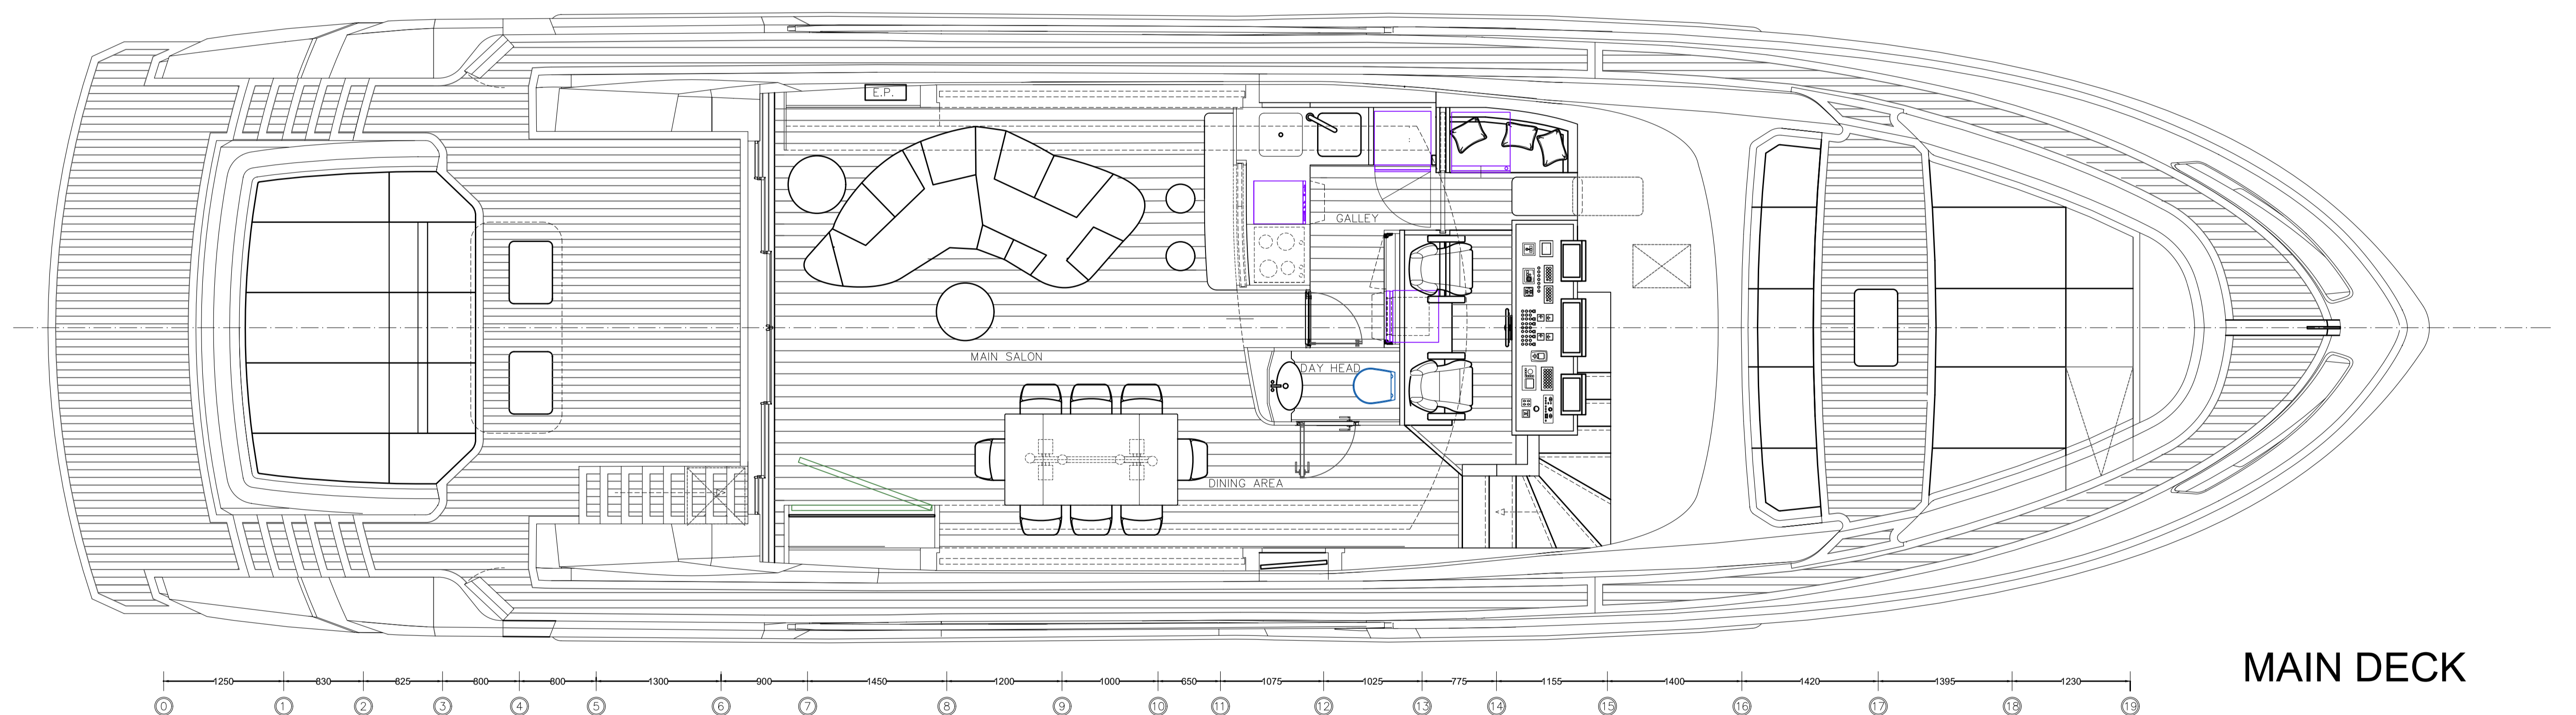 E.P.
GALLEY
MAIN SALON
DAY HEAD
DINING AREA
MAIN DECK
1250 830 825 800 800 1300 900 1450 1200 1000 650 1075 1025 775 1155 1400 1420 1395 1230
0 1 2 3 4 5 6 7 8 9 10 11 12 13 14 15 16 17 18 19